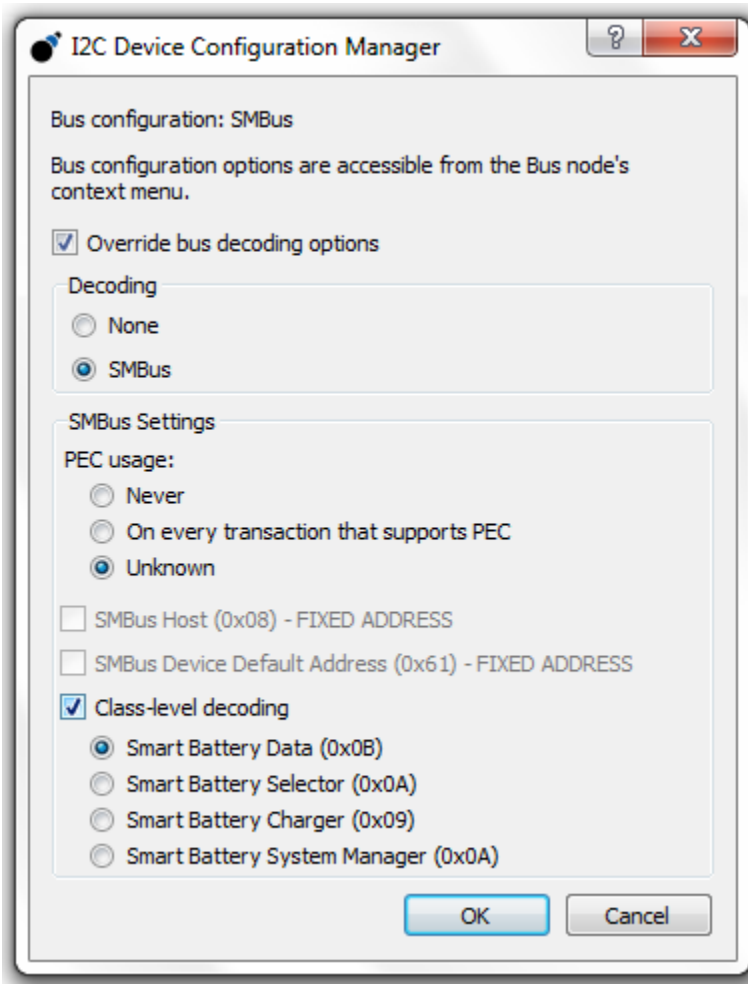 I2C Device Configuration Manager
?
Bus configuration: SMBus
Bus configuration options are accessible from the Bus node's
context menu.
Override bus decoding options
Decoding
None
SMBus
SMBus Settings
PEC usage:
Never
On every transaction that supports PEC
Unknown
SMBus Host (0x08) - FIXED ADDRESS
SMBus Device Default Address (0x61) - FIXED ADDRESS
Class-level decoding
Smart Battery Data (0x0B)
Smart Battery Selector (0x0A)
Smart Battery Charger (0x09)
Smart Battery System Manager (0x0A)
OK Cancel